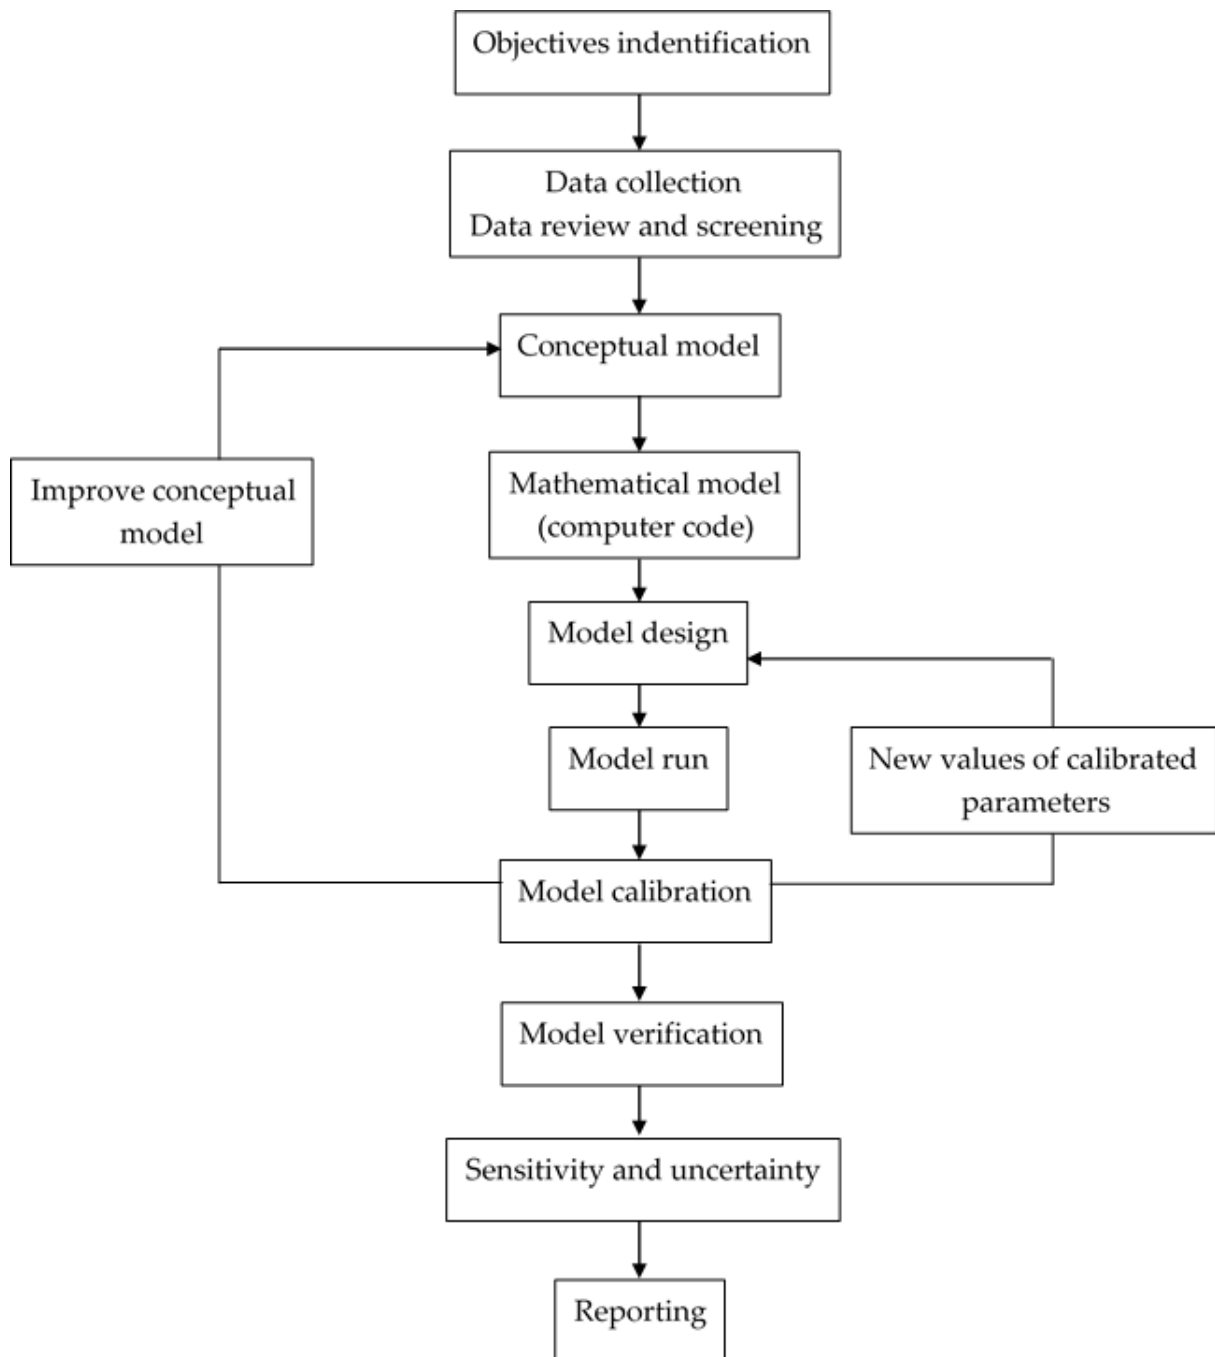 Objectives indentification
Data collection
Data review and screening
Conceptual model
Improve conceptual
model
Mathematical model
(computer code)
Model design
Model run
New values of calibrated
parameters
Model calibration
Model verification
Sensitivity and uncertainty
Reporting